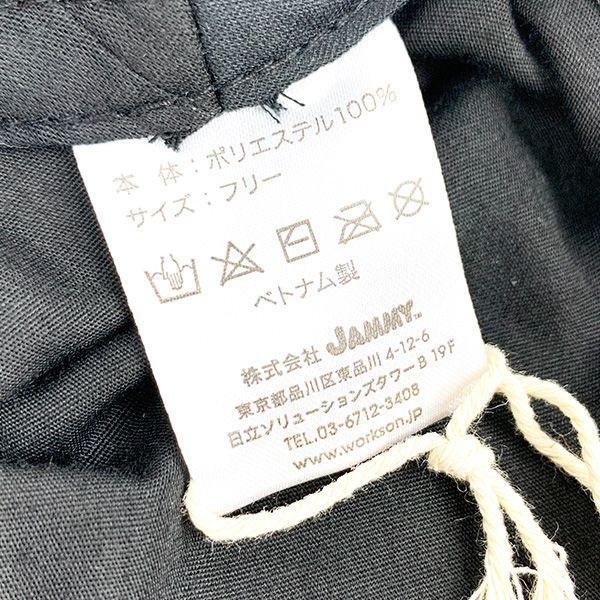 本 体：ポリエステル100%
サイズ：フリー
ベトナム製
株式会社 JAMMY™
東京都品川区東品川 4-12-6
日立ソリューションズタワーB 19F
TEL.03-6712-3408
www.workson.jp